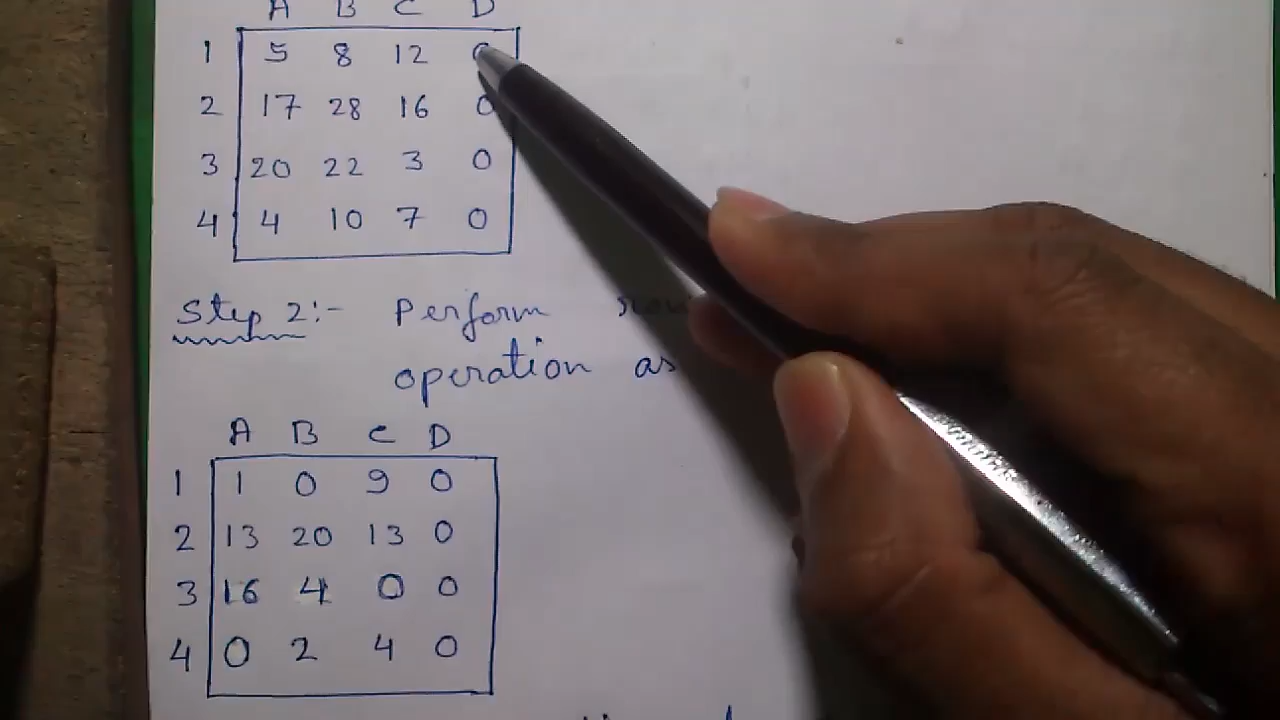 A B C D
1 5 8 12
2 17 28 16 0
3 20 22 3 0
4 4 10 7 0
Step 2:- Perform
operation as
A B C D
1 1 0 9 0
2 13 20 13 0
3 16 4 0 0
4 0 2 4 0